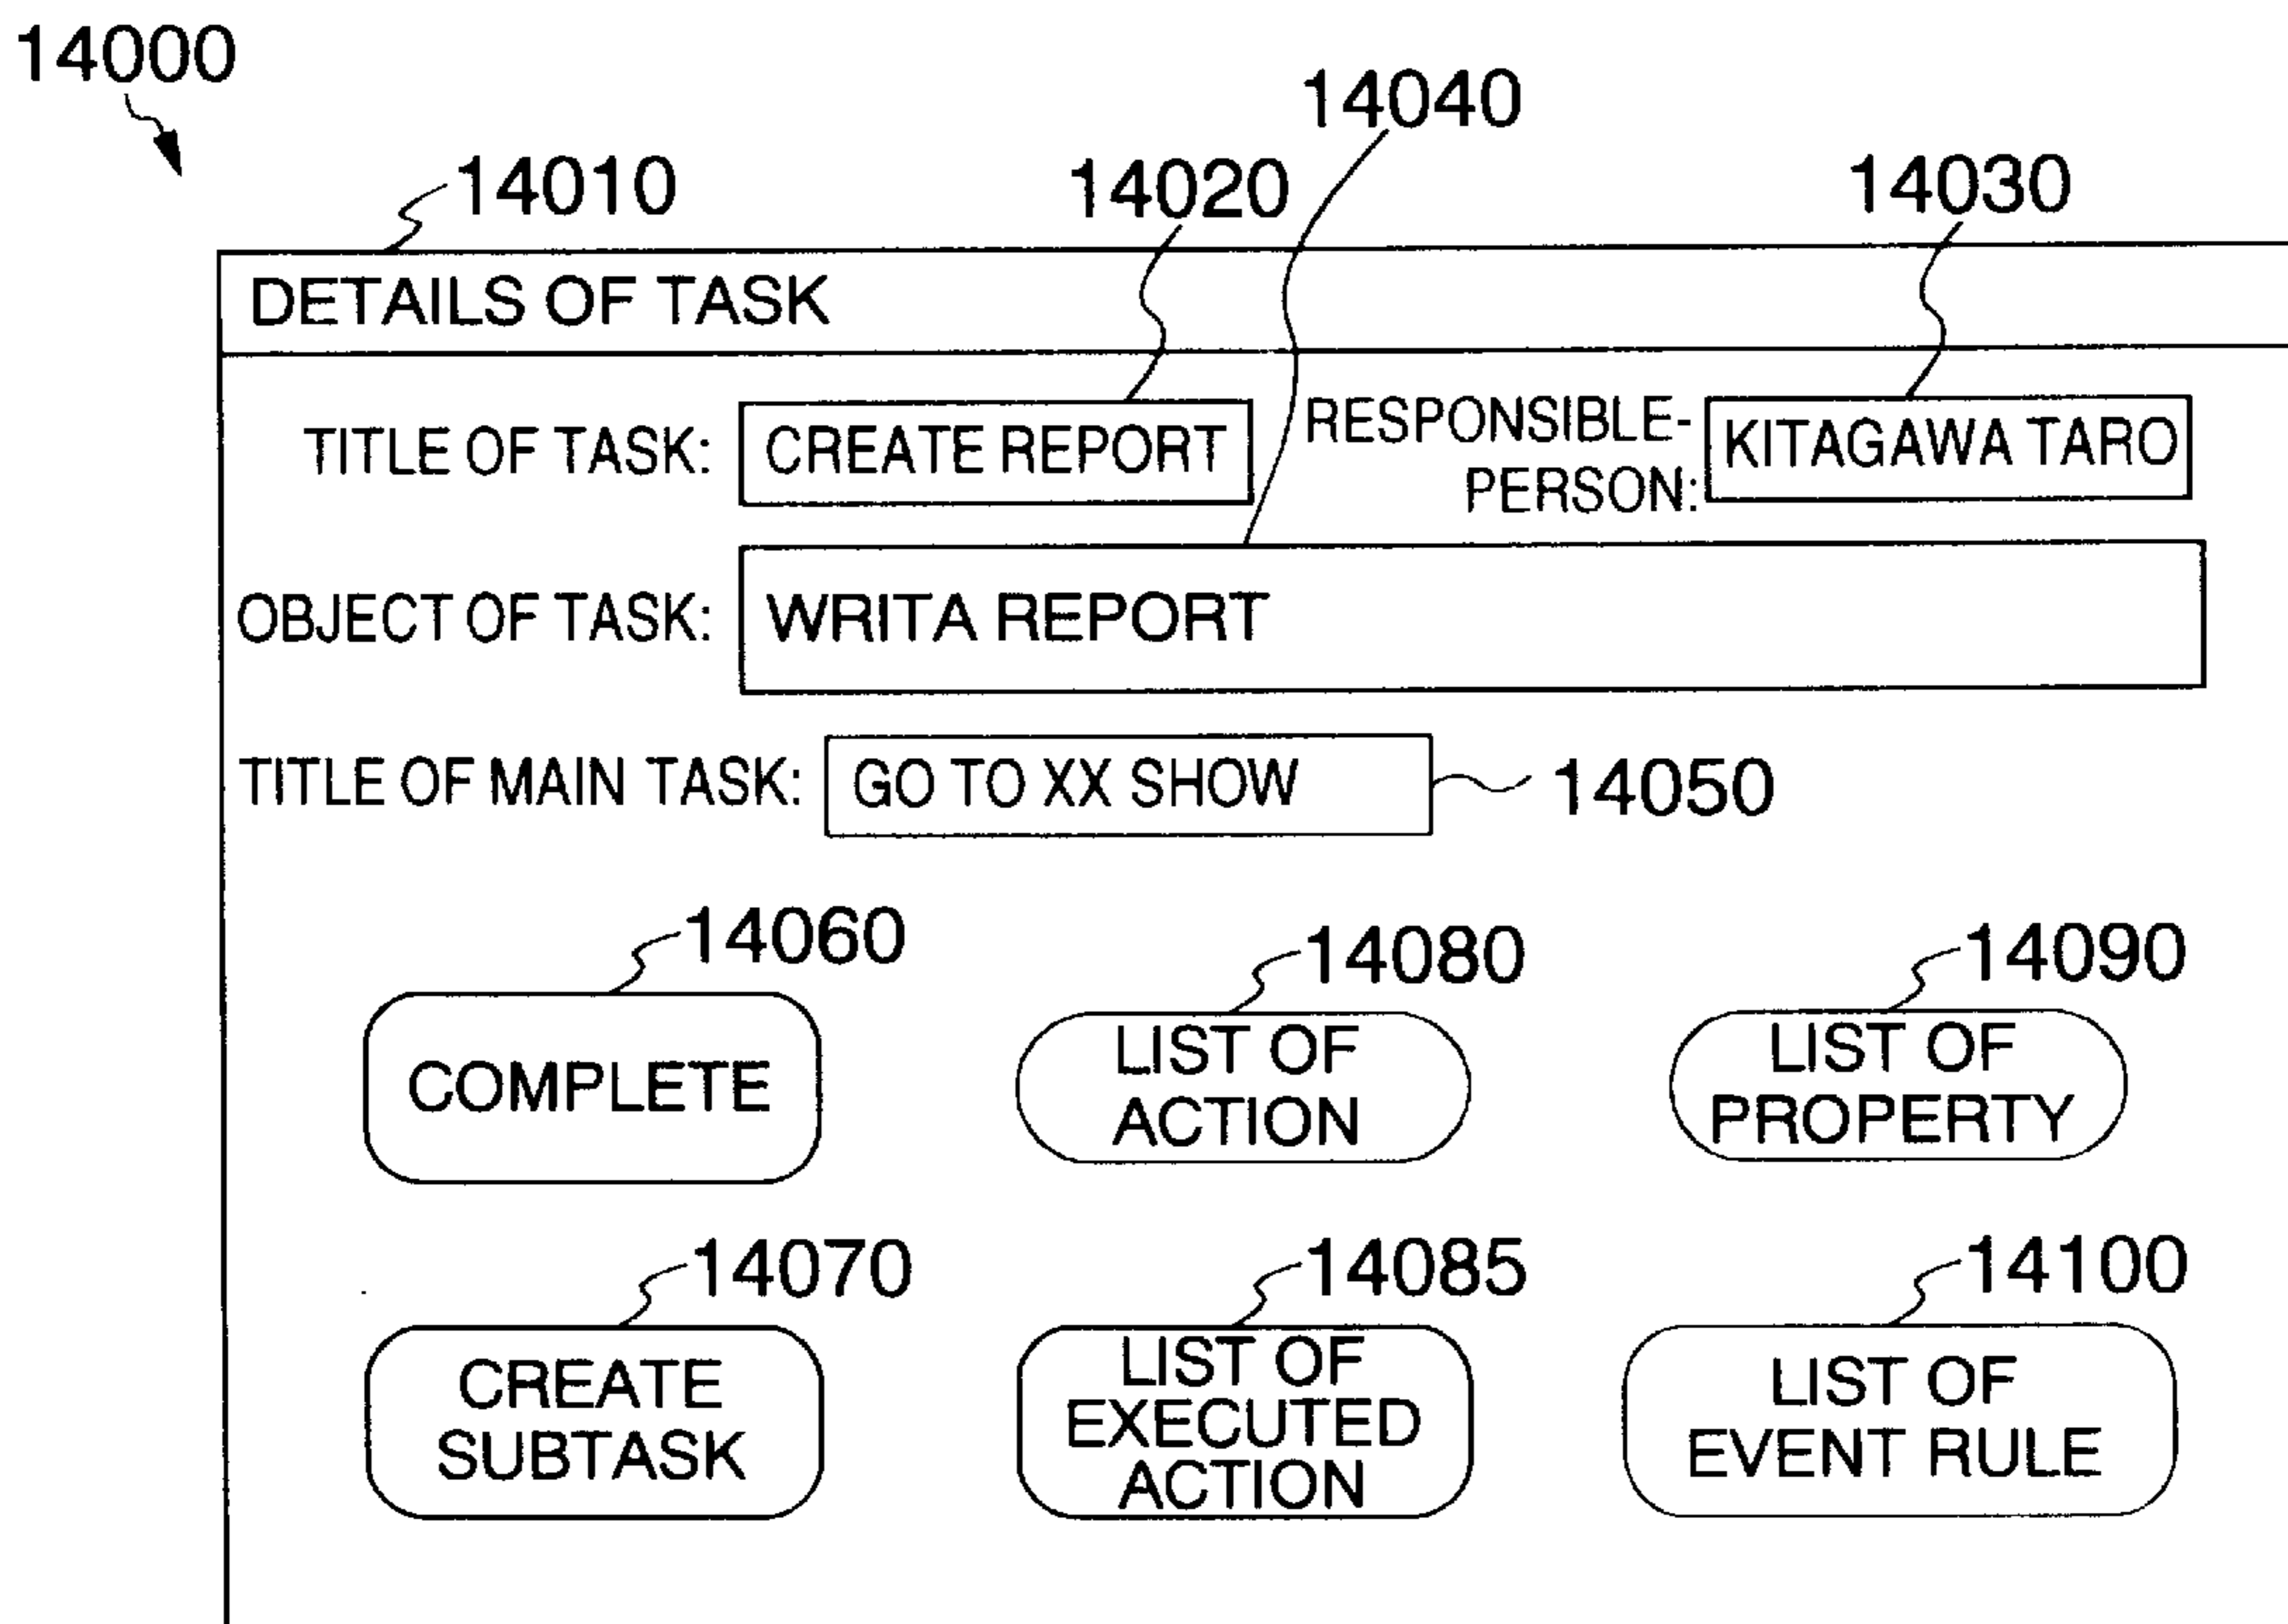 14000
14040
14010
14020
14030
DETAILS OF TASK
TITLE OF TASK: CREATE REPORT
RESPONSIBLE-
PERSON: KITAGAWA TARO
OBJECT OF TASK: WRITA REPORT
TITLE OF MAIN TASK: GO TO XX SHOW 14050
14060
14080
14090
COMPLETE
LIST OF
ACTION
LIST OF
PROPERTY
14070
14085
14100
CREATE
SUBTASK
LIST OF
EXECUTED
ACTION
LIST OF
EVENT RULE